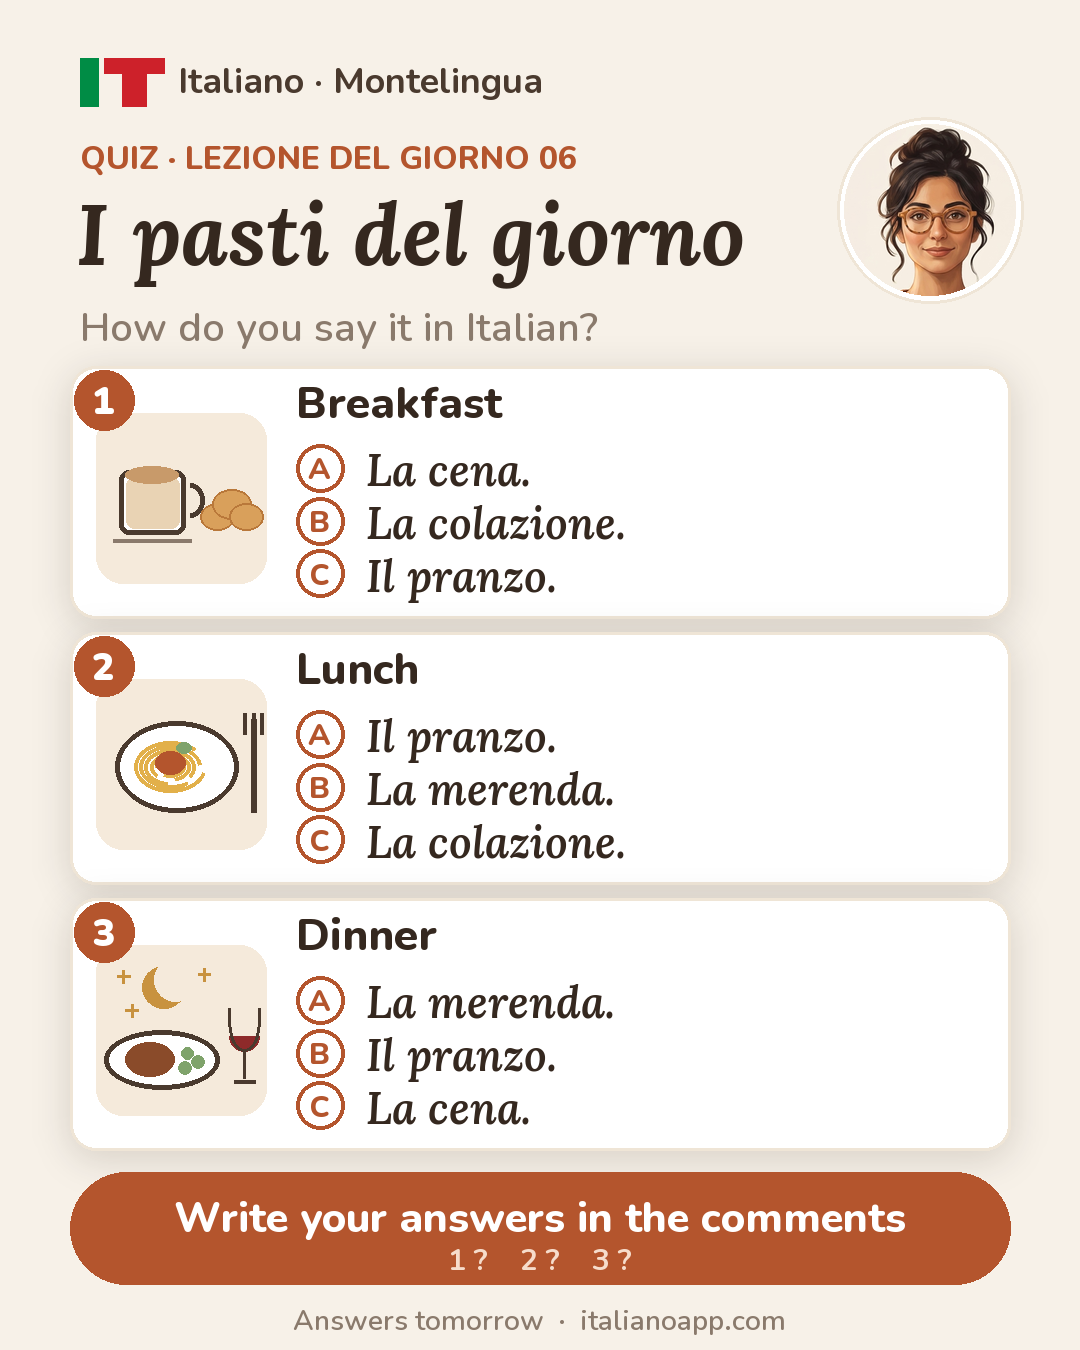 IT Italiano · Montelingua
QUIZ · LEZIONE DEL GIORNO 06
I pasti del giorno
How do you say it in Italian?
1
Breakfast
A La cena.
B La colazione.
C Il pranzo.
2
Lunch
A Il pranzo.
B La merenda.
C La colazione.
3
Dinner
A La merenda.
B Il pranzo.
C La cena.
Write your answers in the comments
1 ? 2 ? 3 ?
Answers tomorrow · italianoapp.com